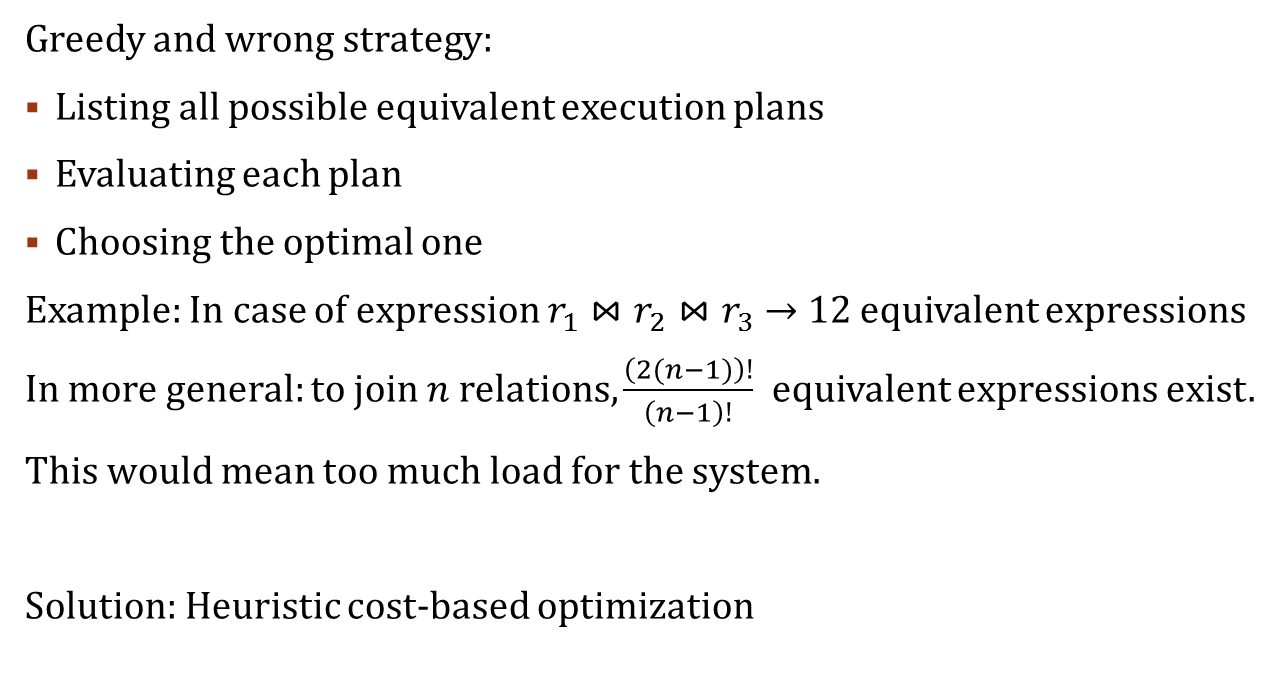 Greedy and wrong strategy:
▪ Listing all possible equivalent execution plans
▪ Evaluating each plan
▪ Choosing the optimal one
Example: In case of expression r₁ ⋈ r₂ ⋈ r₃ → 12 equivalent expressions
In more general: to join n relations, (2(n−1))!/(n−1)! equivalent expressions exist.
This would mean too much load for the system.
Solution: Heuristic cost-based optimization